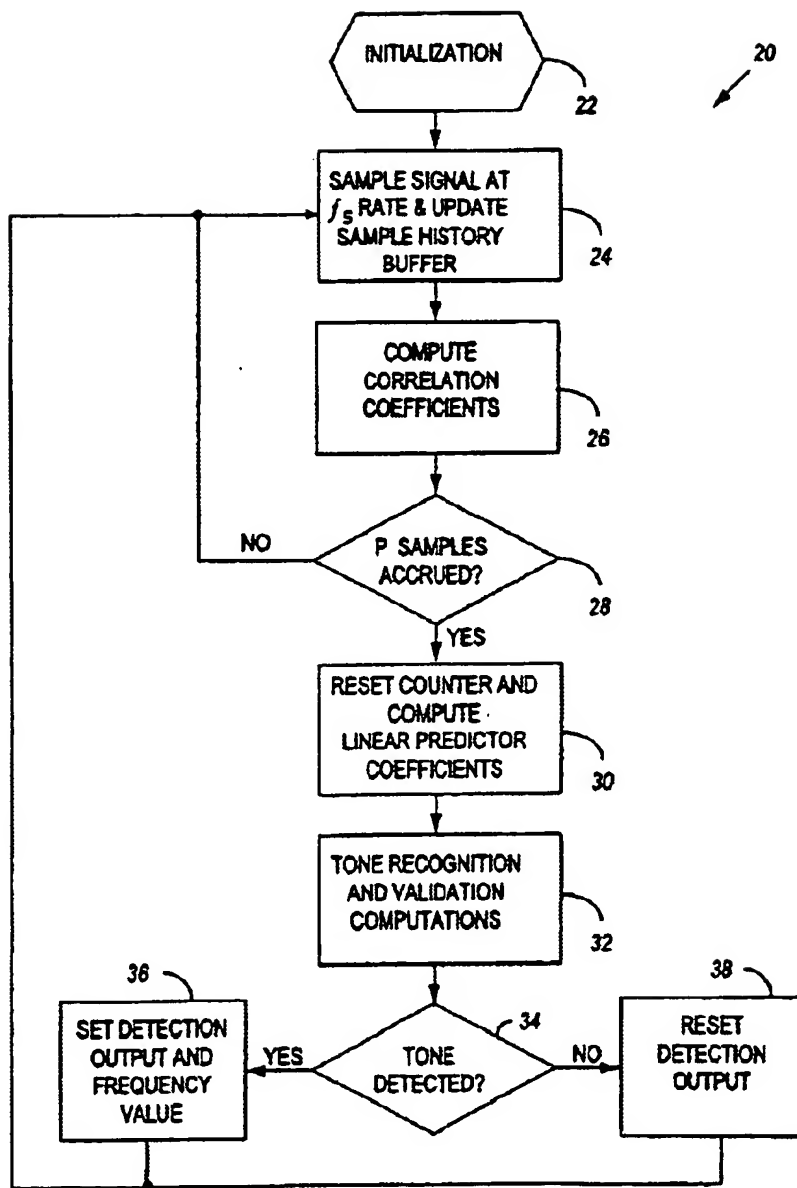 INITIALIZATION
20
22
SAMPLE SIGNAL AT
fS RATE & UPDATE
SAMPLE HISTORY
BUFFER
24
COMPUTE
CORRELATION
COEFFICIENTS
26
NO
P SAMPLES
ACCRUED?
28
YES
RESET COUNTER AND
COMPUTE
LINEAR PREDICTOR
COEFFICIENTS
30
TONE RECOGNITION
AND VALIDATION
COMPUTATIONS
32
36
SET DETECTION
OUTPUT AND
FREQUENCY
VALUE
YES
TONE
DETECTED?
34
NO
38
RESET
DETECTION
OUTPUT